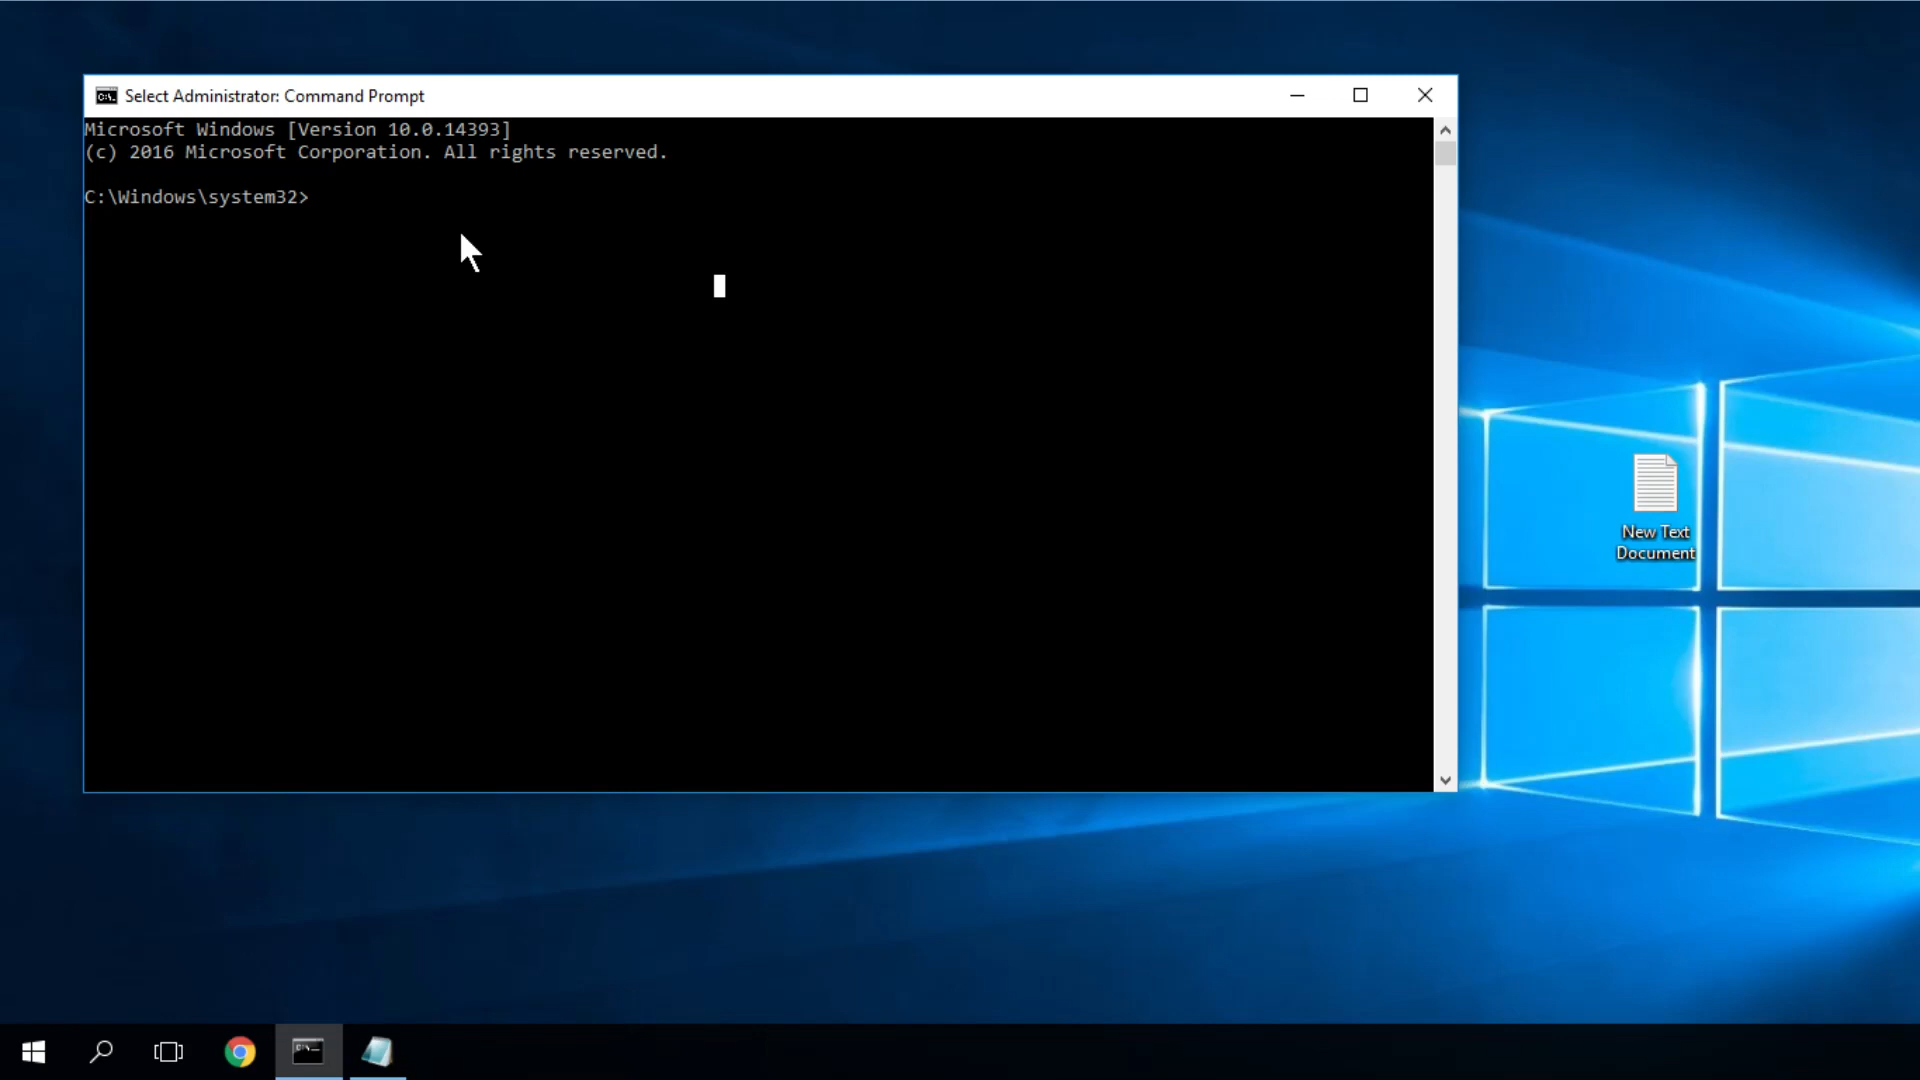 Select Administrator: Command Prompt
Microsoft Windows [Version 10.0.14393]
(c) 2016 Microsoft Corporation. All rights reserved.
C:\Windows\system32>
New Text
Document